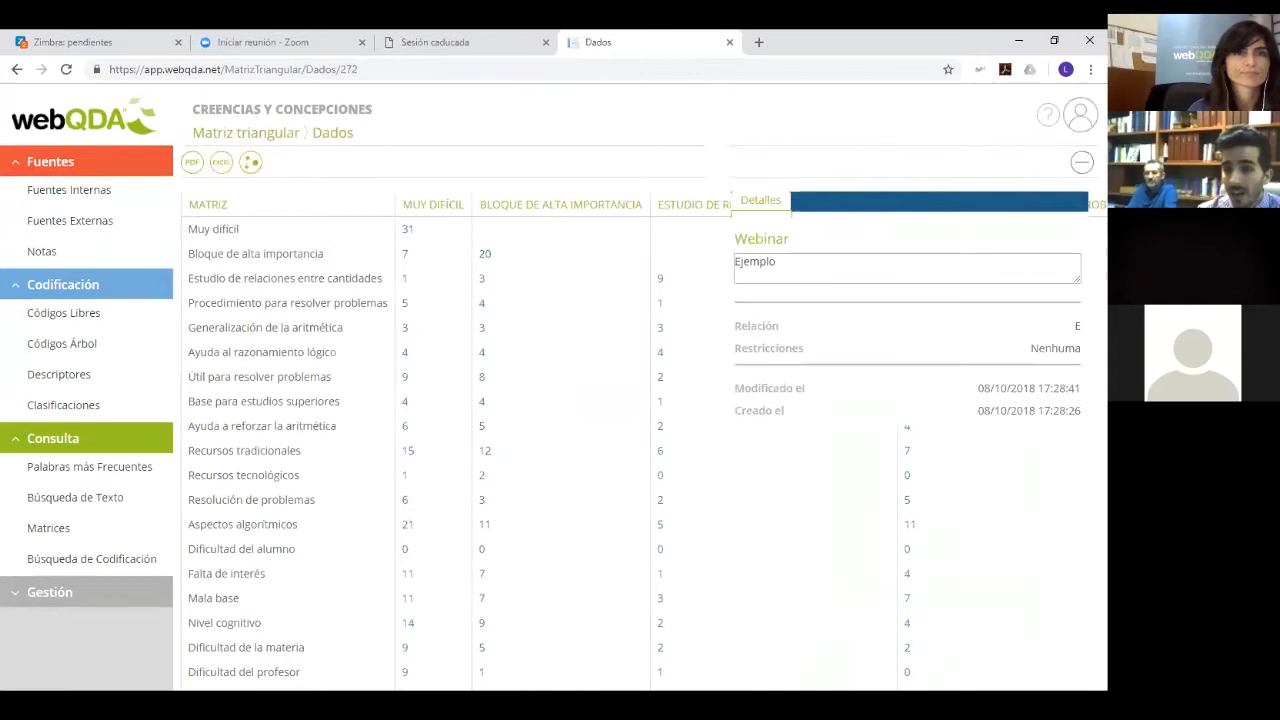 Zimbra: pendientes
Iniciar reunión - Zoom
Sesión caducada
Dados
https://app.webqda.net/MatrizTriangular/Dados/272
L
webQDA
CREENCIAS Y CONCEPCIONES
Matriz triangular 〉 Dados
?
PDF
EXCEL
Fuentes
Fuentes Internas
Fuentes Externas
Notas
Codificación
Códigos Libres
Códigos Árbol
Descriptores
Clasificaciones
Consulta
Palabras más Frecuentes
Búsqueda de Texto
Matrices
Búsqueda de Codificación
Gestión
MATRIZ MUY DIFÍCIL BLOQUE DE ALTA IMPORTANCIA ESTUDIO DE R
Muy difícil 31
Bloque de alta importancia 7 20
Estudio de relaciones entre cantidades 1 3 9
Procedimiento para resolver problemas 5 4 1
Generalización de la aritmética 3 3 3
Ayuda al razonamiento lógico 4 4 4
Útil para resolver problemas 9 8 2
Base para estudios superiores 4 4 1
Ayuda a reforzar la aritmética 6 5 2 4
Recursos tradicionales 15 12 6 7
Recursos tecnológicos 1 2 0 0
Resolución de problemas 6 3 2 5
Aspectos algorítmicos 21 11 5 11
Dificultad del alumno 0 0 0 0
Falta de interés 11 7 1 4
Mala base 11 7 3 7
Nivel cognitivo 14 9 2 4
Dificultad de la materia 9 5 2 2
Dificultad del profesor 9 1 1 0
Detalles
ROB
Webinar
Ejemplo
Relación E
Restricciones Nenhuma
Modificado el 08/10/2018 17:28:41
Creado el 08/10/2018 17:28:26
webQDA